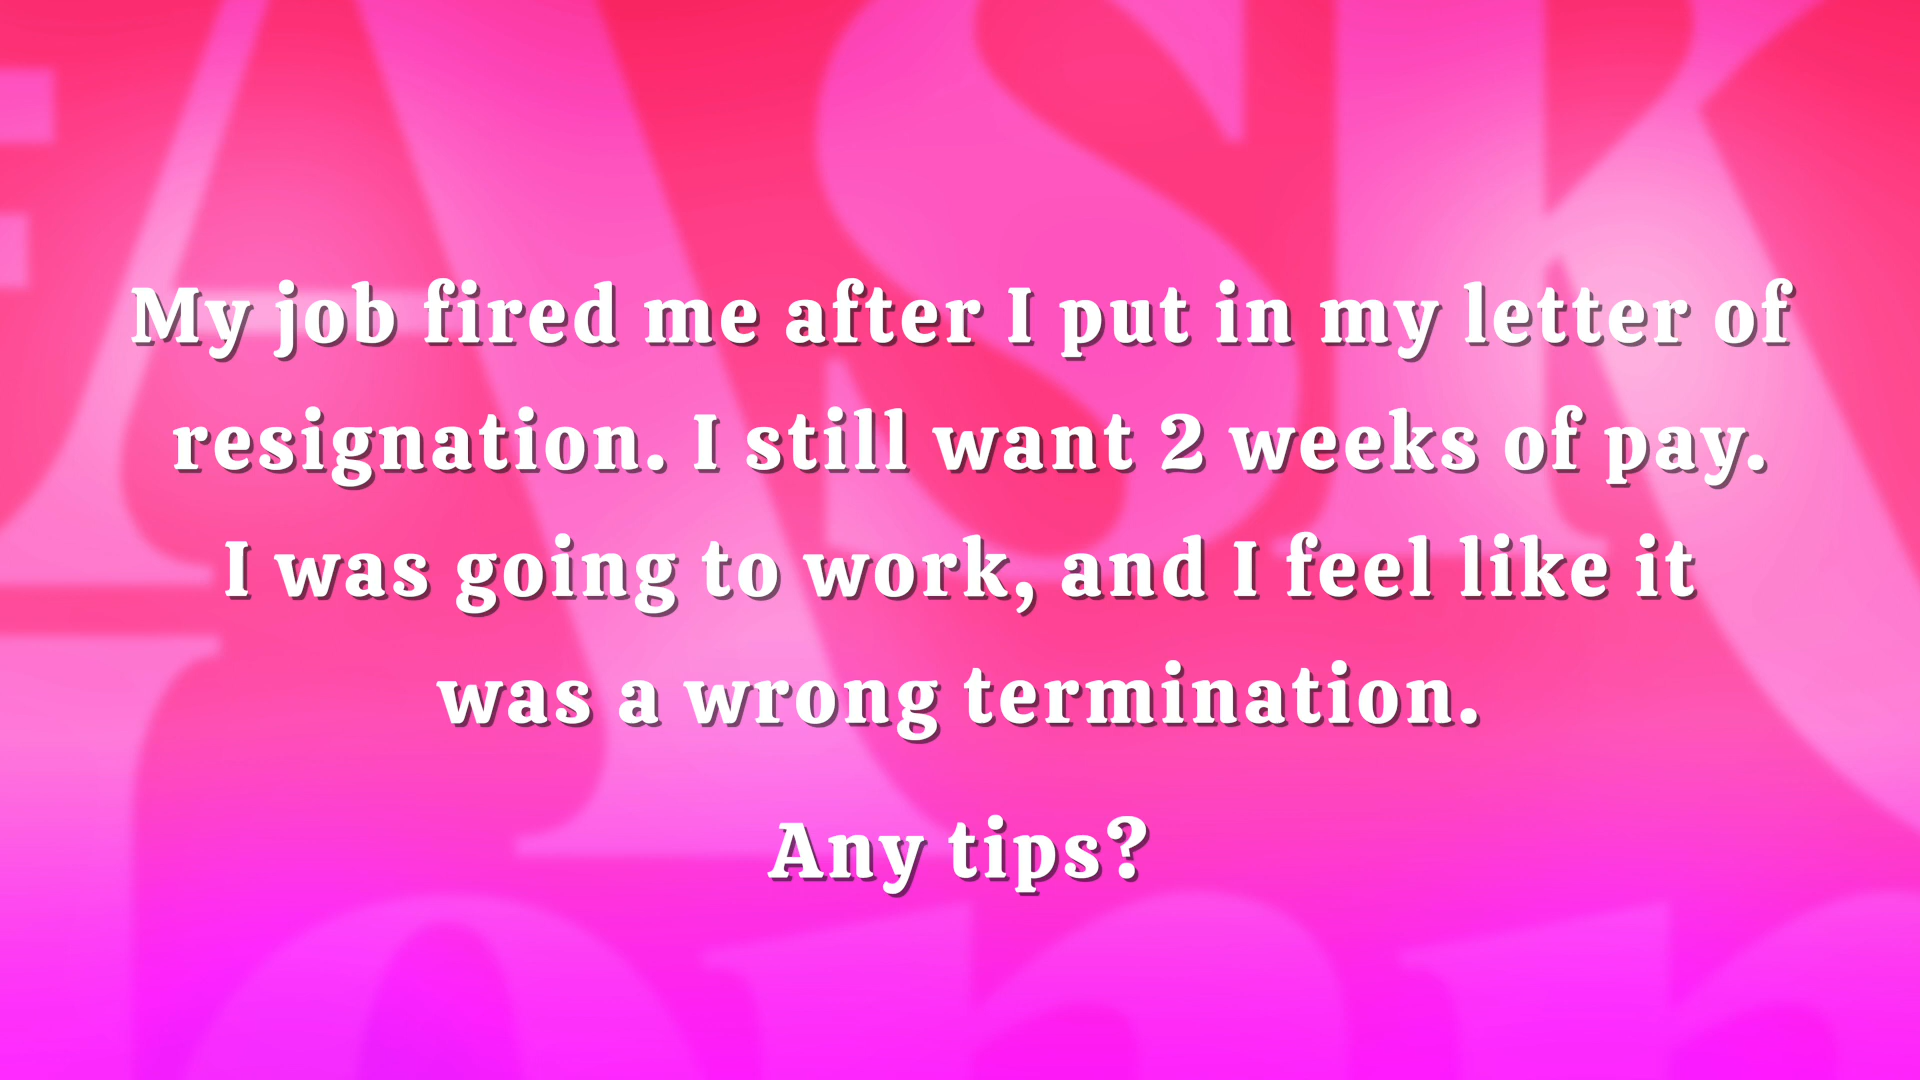 ASK
My job fired me after I put in my letter of
resignation. I still want 2 weeks of pay.
I was going to work, and I feel like it
was a wrong termination.
Any tips?